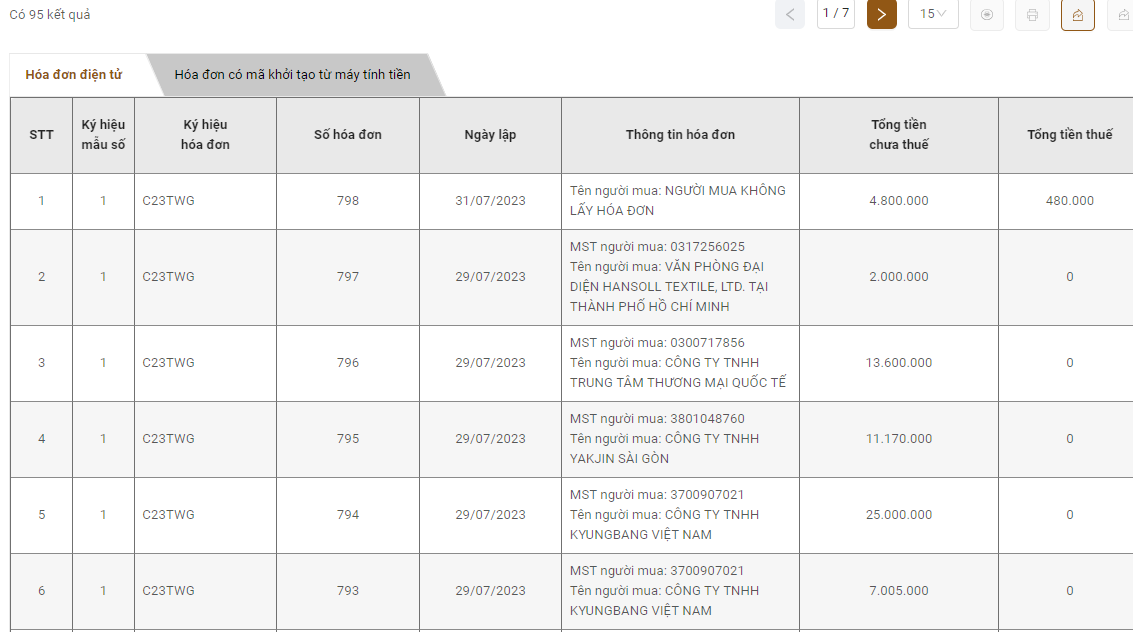 Có 95 kết quả
1 / 7
15
Hóa đơn điện tử
Hóa đơn có mã khởi tạo từ máy tính tiền
STT
Ký hiệu
mẫu số
Ký hiệu
hóa đơn
Số hóa đơn
Ngày lập
Thông tin hóa đơn
Tổng tiền
chưa thuế
Tổng tiền thuế
1
1
C23TWG
798
31/07/2023
Tên người mua: NGƯỜI MUA KHÔNG
LẤY HÓA ĐƠN
4.800.000
480.000
2
1
C23TWG
797
29/07/2023
MST người mua: 0317256025
Tên người mua: VĂN PHÒNG ĐẠI
DIỆN HANSOLL TEXTILE, LTD. TẠI
THÀNH PHỐ HỒ CHÍ MINH
2.000.000
0
3
1
C23TWG
796
29/07/2023
MST người mua: 0300717856
Tên người mua: CÔNG TY TNHH
TRUNG TÂM THƯƠNG MẠI QUỐC TẾ
13.600.000
0
4
1
C23TWG
795
29/07/2023
MST người mua: 3801048760
Tên người mua: CÔNG TY TNHH
YAKJIN SÀI GÒN
11.170.000
0
5
1
C23TWG
794
29/07/2023
MST người mua: 3700907021
Tên người mua: CÔNG TY TNHH
KYUNGBANG VIỆT NAM
25.000.000
0
6
1
C23TWG
793
29/07/2023
MST người mua: 3700907021
Tên người mua: CÔNG TY TNHH
KYUNGBANG VIỆT NAM
7.005.000
0